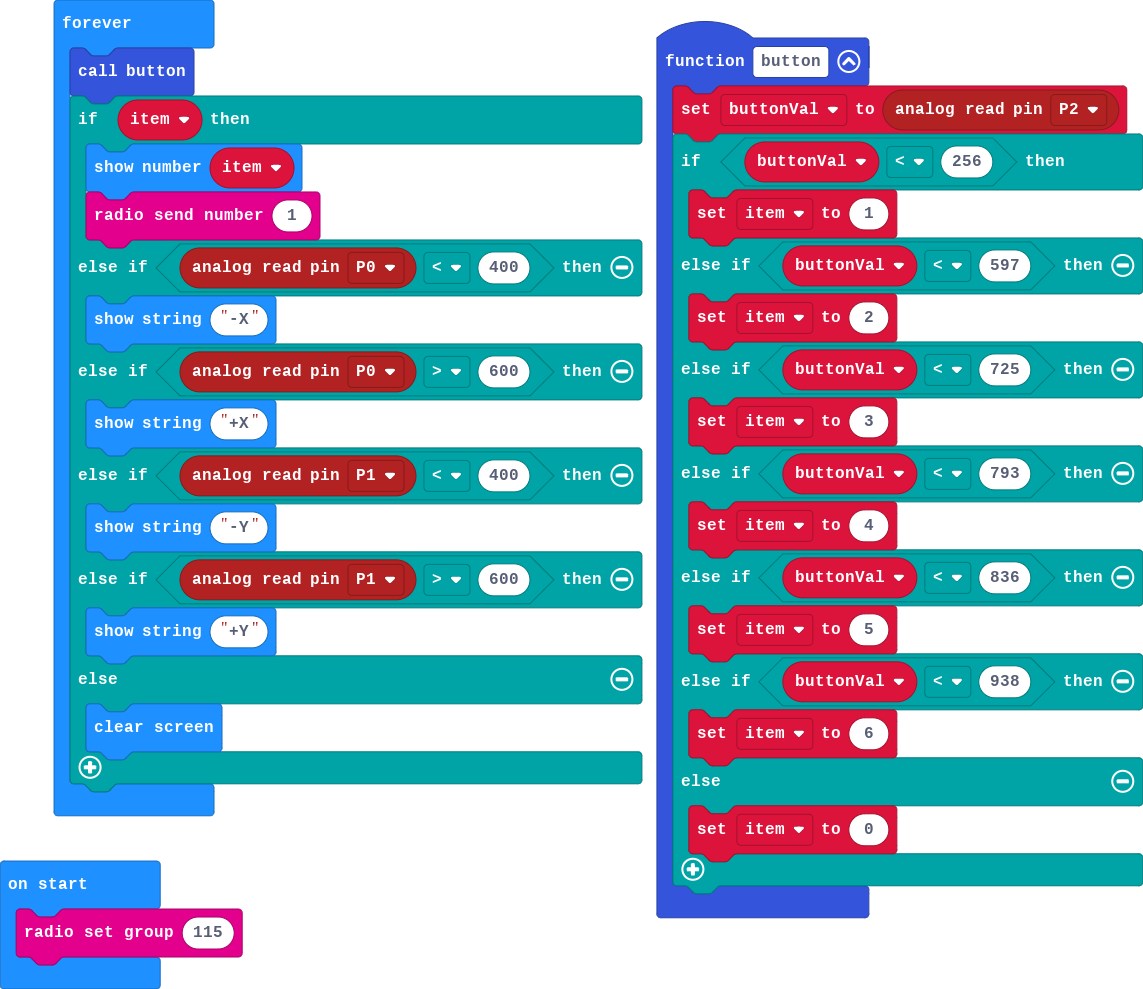 forever
call button
if item then
show number item
radio send number 1
else if analog read pin P0 < 400 then
show string "-X"
else if analog read pin P0 > 600 then
show string "+X"
else if analog read pin P1 < 400 then
show string "-Y"
else if analog read pin P1 > 600 then
show string "+Y"
else
clear screen
on start
radio set group 115
function button
set buttonVal to analog read pin P2
if buttonVal < 256 then
set item to 1
else if buttonVal < 597 then
set item to 2
else if buttonVal < 725 then
set item to 3
else if buttonVal < 793 then
set item to 4
else if buttonVal < 836 then
set item to 5
else if buttonVal < 938 then
set item to 6
else
set item to 0